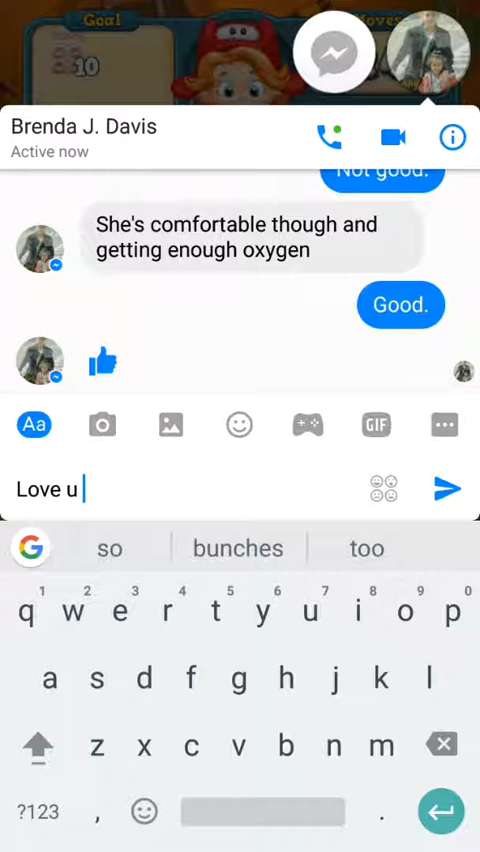 Goal
Moves
10
Brenda J. Davis
Active now
Not good.
She's comfortable though and
getting enough oxygen
Good.
Aa
GIF
Love u
G
so bunches too
1 2 3 4 5 6 7 8 9 0
q w e r t y u i o p
a s d f g h j k l
z x c v b n m
?123 , .